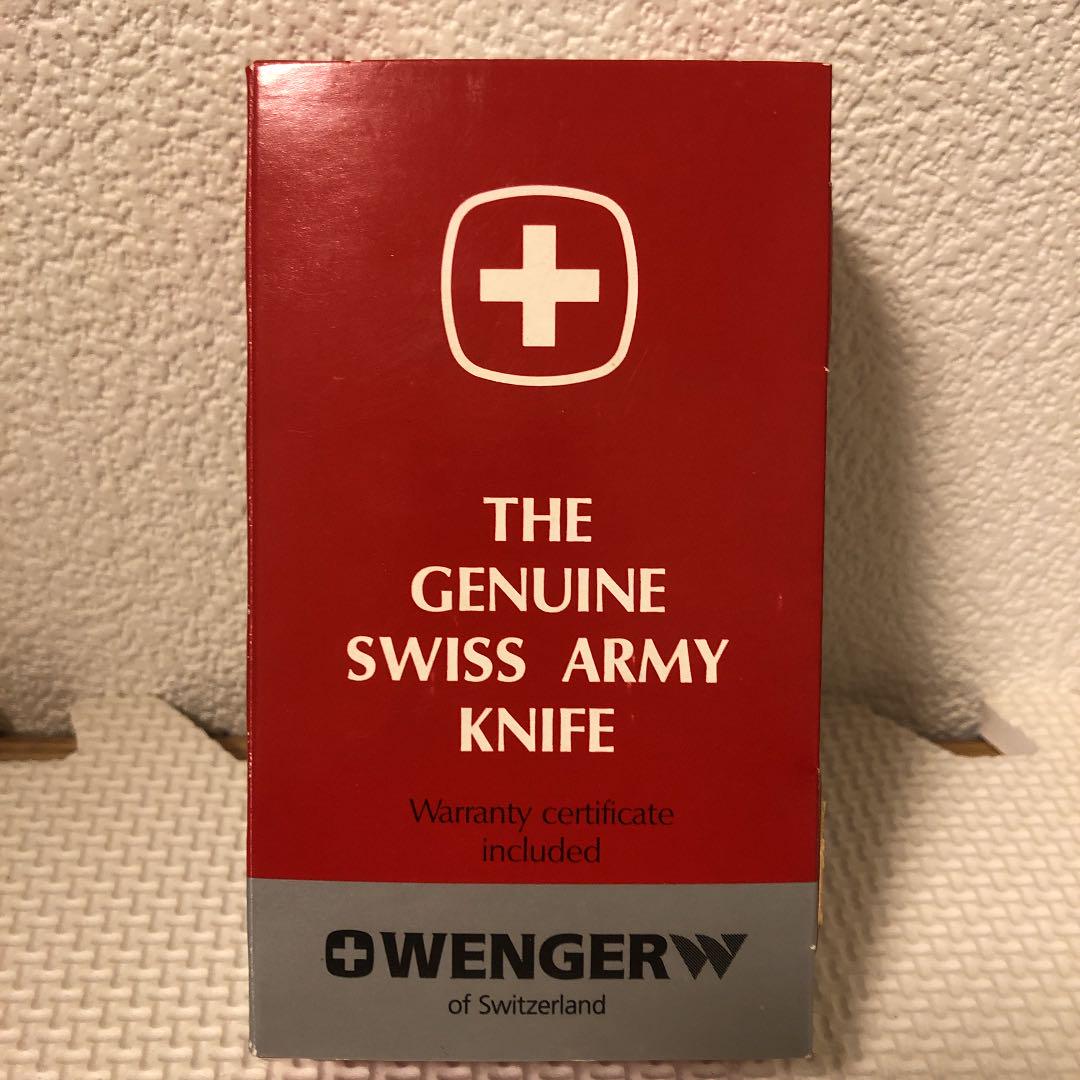 THE
GENUINE
SWISS ARMY
KNIFE
Warranty certificate
included
WENGER
of Switzerland